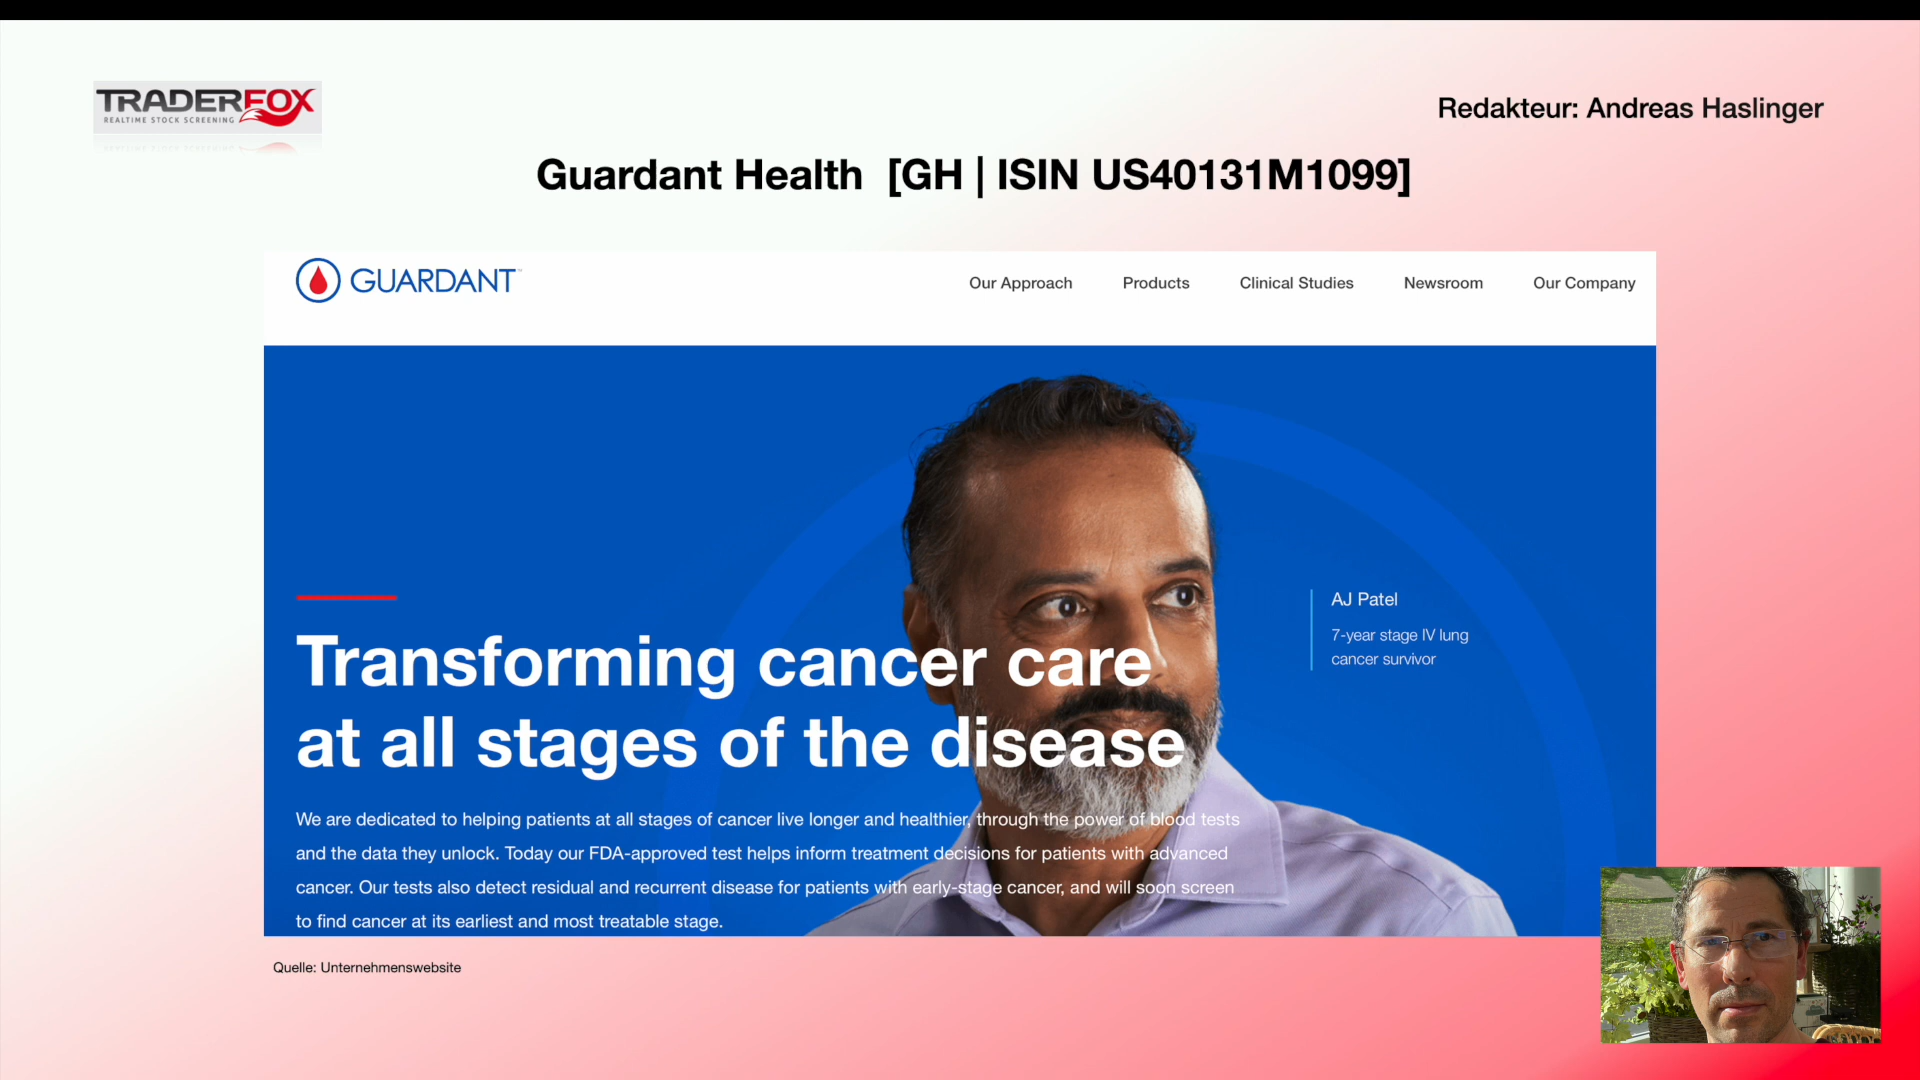 TRADERFOX
REALTIME STOCK SCREENING
Redakteur: Andreas Haslinger
Guardant Health [GH | ISIN US40131M1099]
GUARDANT
Our Approach Products Clinical Studies Newsroom Our Company
AJ Patel
7-year stage IV lung
cancer survivor
Transforming cancer care
at all stages of the disease
We are dedicated to helping patients at all stages of cancer live longer and healthier, through the power of blood tests
and the data they unlock. Today our FDA-approved test helps inform treatment decisions for patients with advanced
cancer. Our tests also detect residual and recurrent disease for patients with early-stage cancer, and will soon screen
to find cancer at its earliest and most treatable stage.
Quelle: Unternehmenswebsite